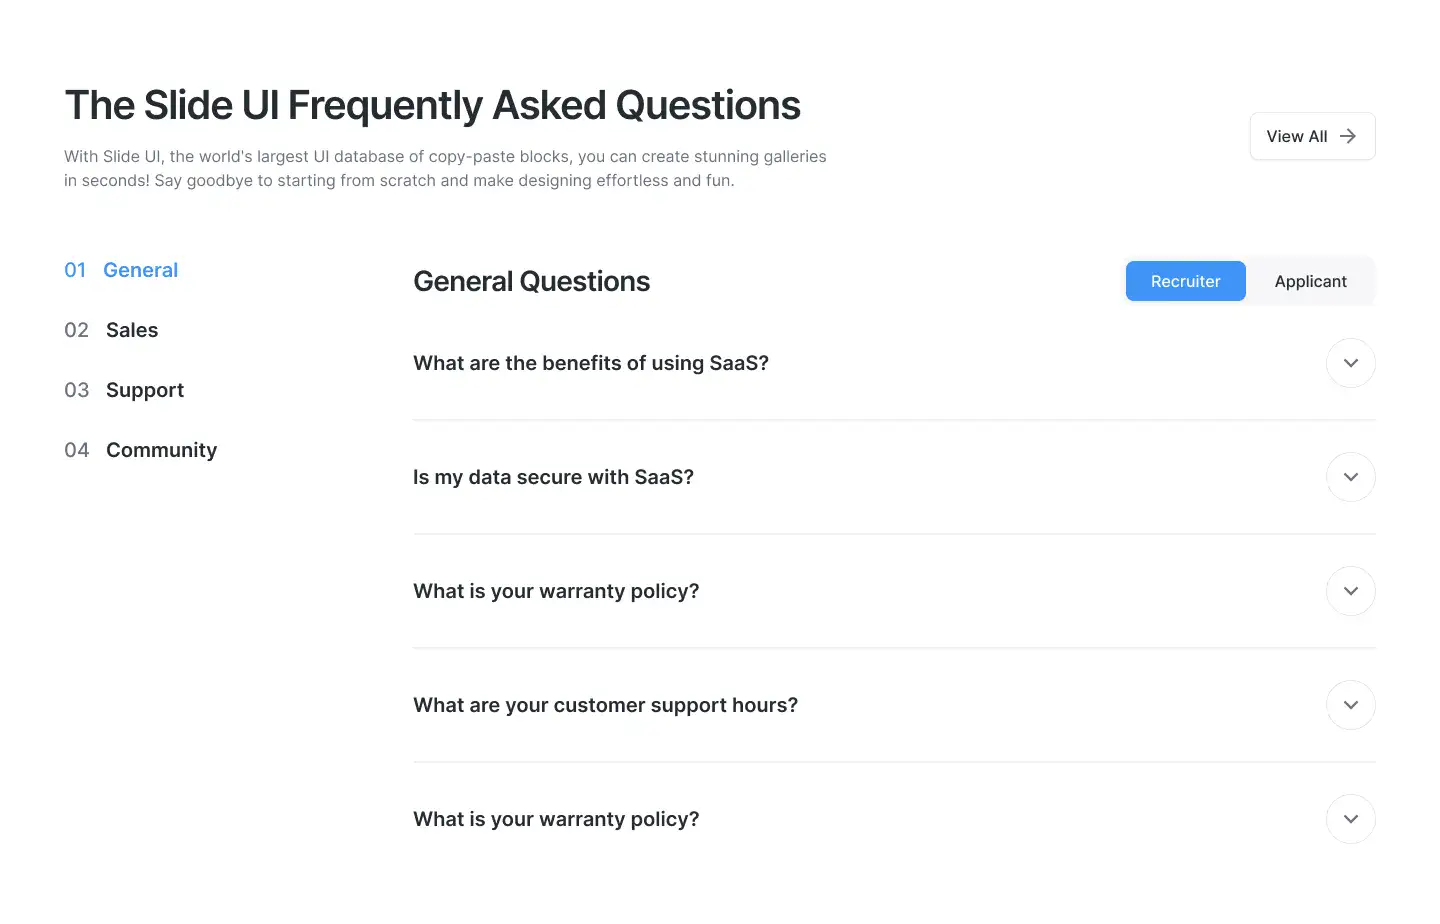 The Slide UI Frequently Asked Questions
With Slide UI, the world's largest UI database of copy-paste blocks, you can create stunning galleries
in seconds! Say goodbye to starting from scratch and make designing effortless and fun.
View All
01 General
02 Sales
03 Support
04 Community
General Questions
Recruiter
Applicant
What are the benefits of using SaaS?
Is my data secure with SaaS?
What is your warranty policy?
What are your customer support hours?
What is your warranty policy?